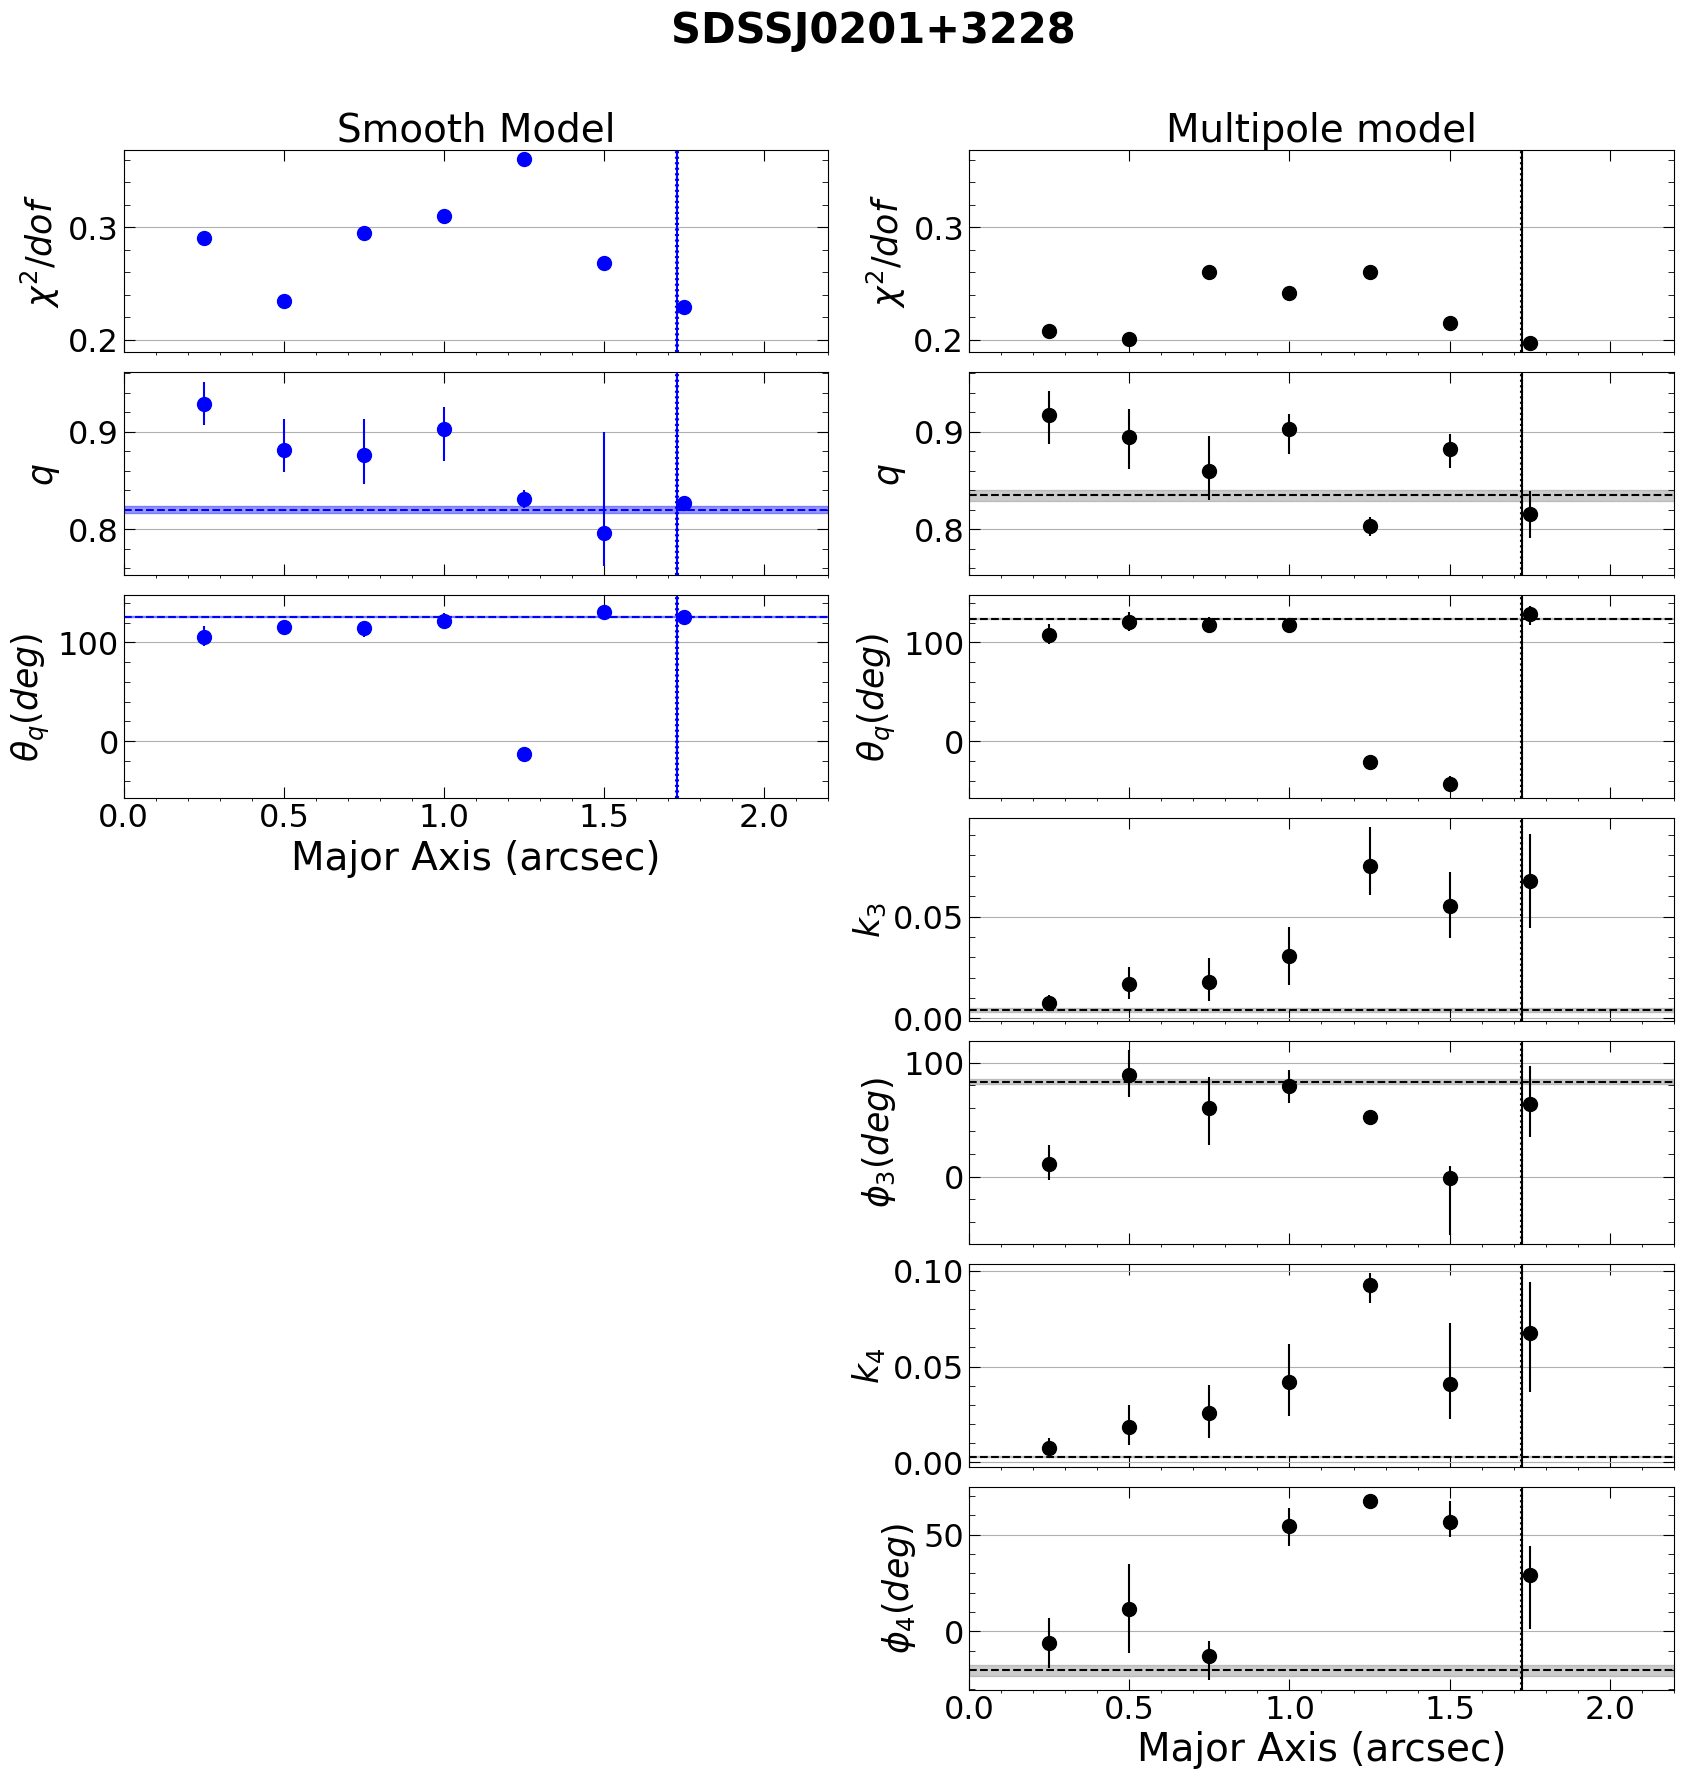 SDSSJ0201+3228
Smooth Model
χ²/dof
0.3
0.2
q
0.9
0.8
θ_q(deg)
100
0
0.0 0.5 1.0 1.5 2.0
Major Axis (arcsec)
Multipole model
χ²/dof
0.3
0.2
q
0.9
0.8
θ_q(deg)
100
0
k₃
0.05
0.00
ϕ₃(deg)
100
0
k₄
0.10
0.05
0.00
ϕ₄(deg)
50
0
0.0 0.5 1.0 1.5 2.0
Major Axis (arcsec)